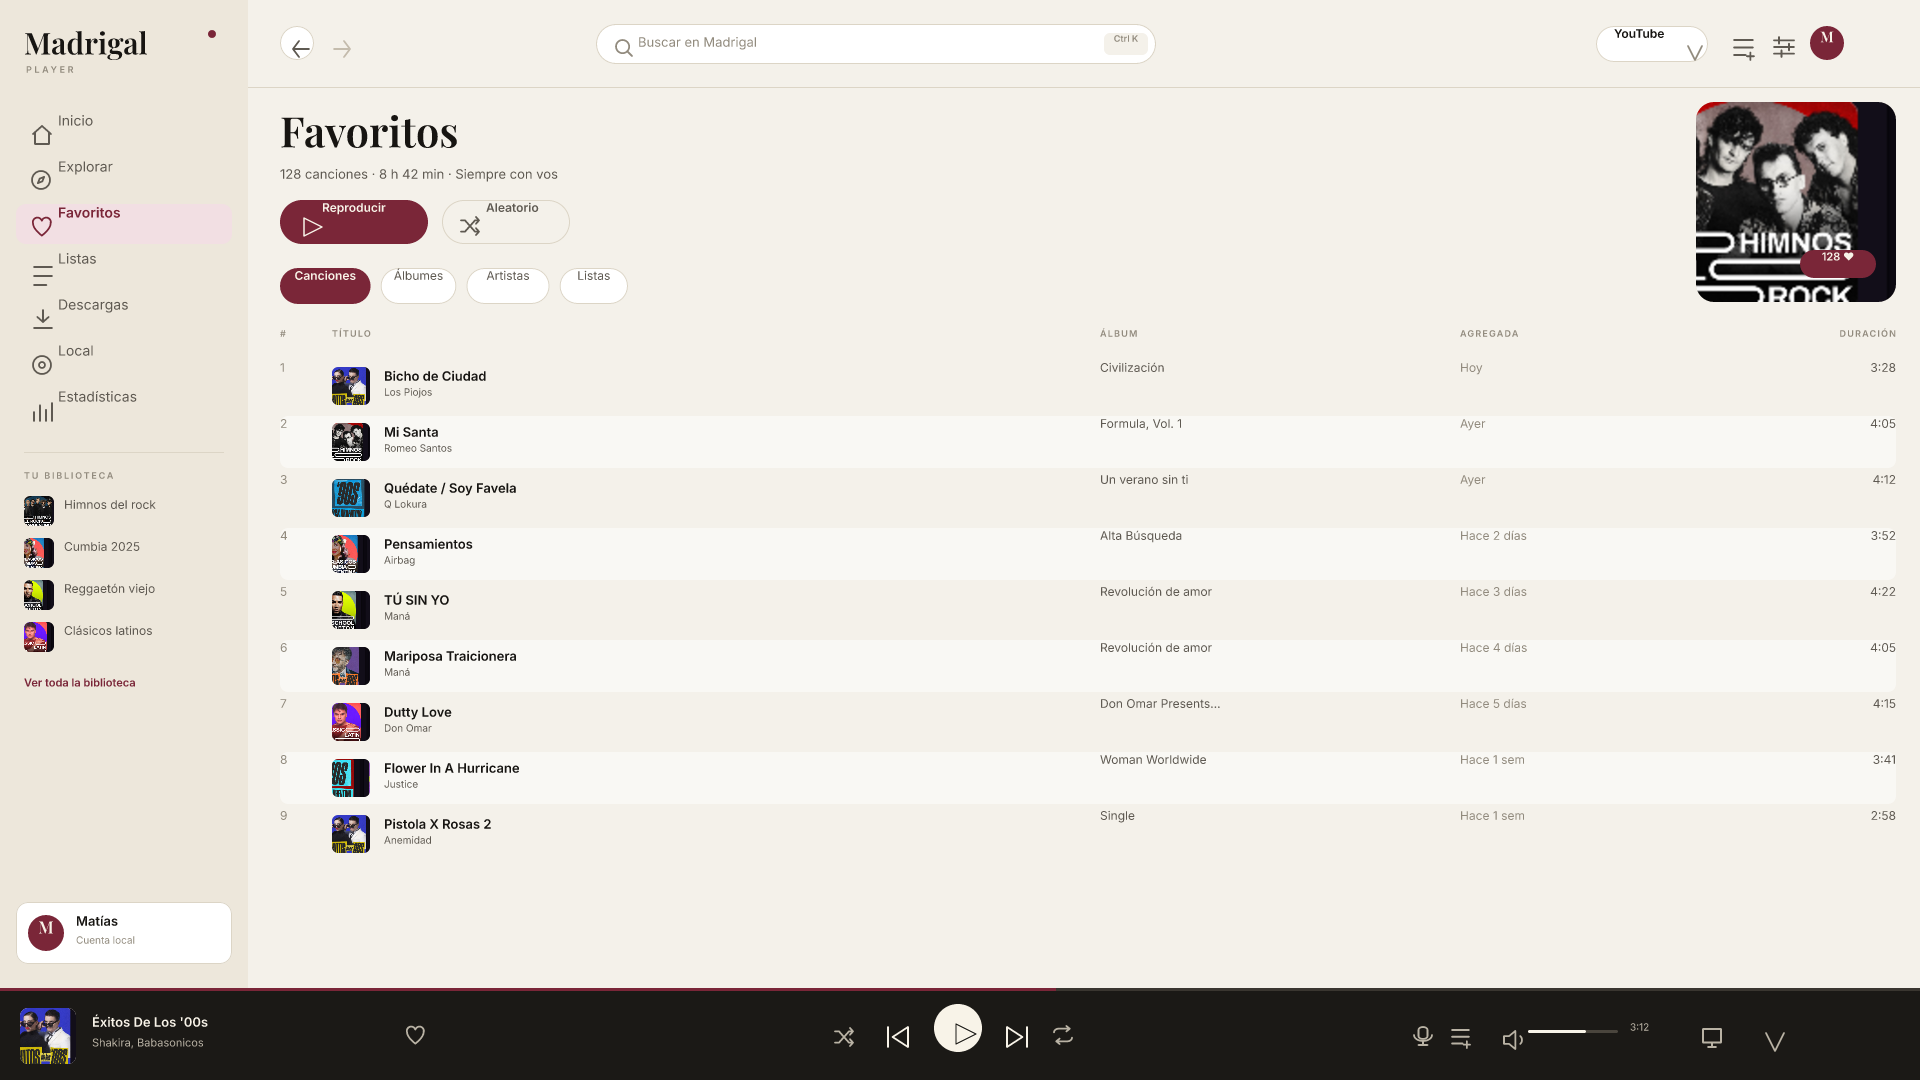 Madrigal
PLAYER
Inicio
Explorar
Favoritos
Listas
Descargas
Local
Estadísticas
TU BIBLIOTECA
Himnos del rock
Cumbia 2025
Reggaetón viejo
Clásicos latinos
Ver toda la biblioteca
M
Matías
Cuenta local
Buscar en Madrigal
Ctrl K
YouTube
M
Favoritos
128 canciones · 8 h 42 min · Siempre con vos
Reproducir
Aleatorio
Canciones
Álbumes
Artistas
Listas
HIMNOS
128 ♥
ROCK
# TÍTULO ÁLBUM AGREGADA DURACIÓN
1 Bicho de Ciudad Civilización Hoy 3:28
Los Piojos
2 Mi Santa Formula, Vol. 1 Ayer 4:05
Romeo Santos
3 Quédate / Soy Favela Un verano sin ti Ayer 4:12
Q Lokura
4 Pensamientos Alta Búsqueda Hace 2 días 3:52
Airbag
5 TÚ SIN YO Revolución de amor Hace 3 días 4:22
Maná
6 Mariposa Traicionera Revolución de amor Hace 4 días 4:05
Maná
7 Dutty Love Don Omar Presents... Hace 5 días 4:15
Don Omar
8 Flower In A Hurricane Woman Worldwide Hace 1 sem 3:41
Justice
9 Pistola X Rosas 2 Single Hace 1 sem 2:58
Anemidad
Éxitos De Los '00s
Shakira, Babasonicos
3:12